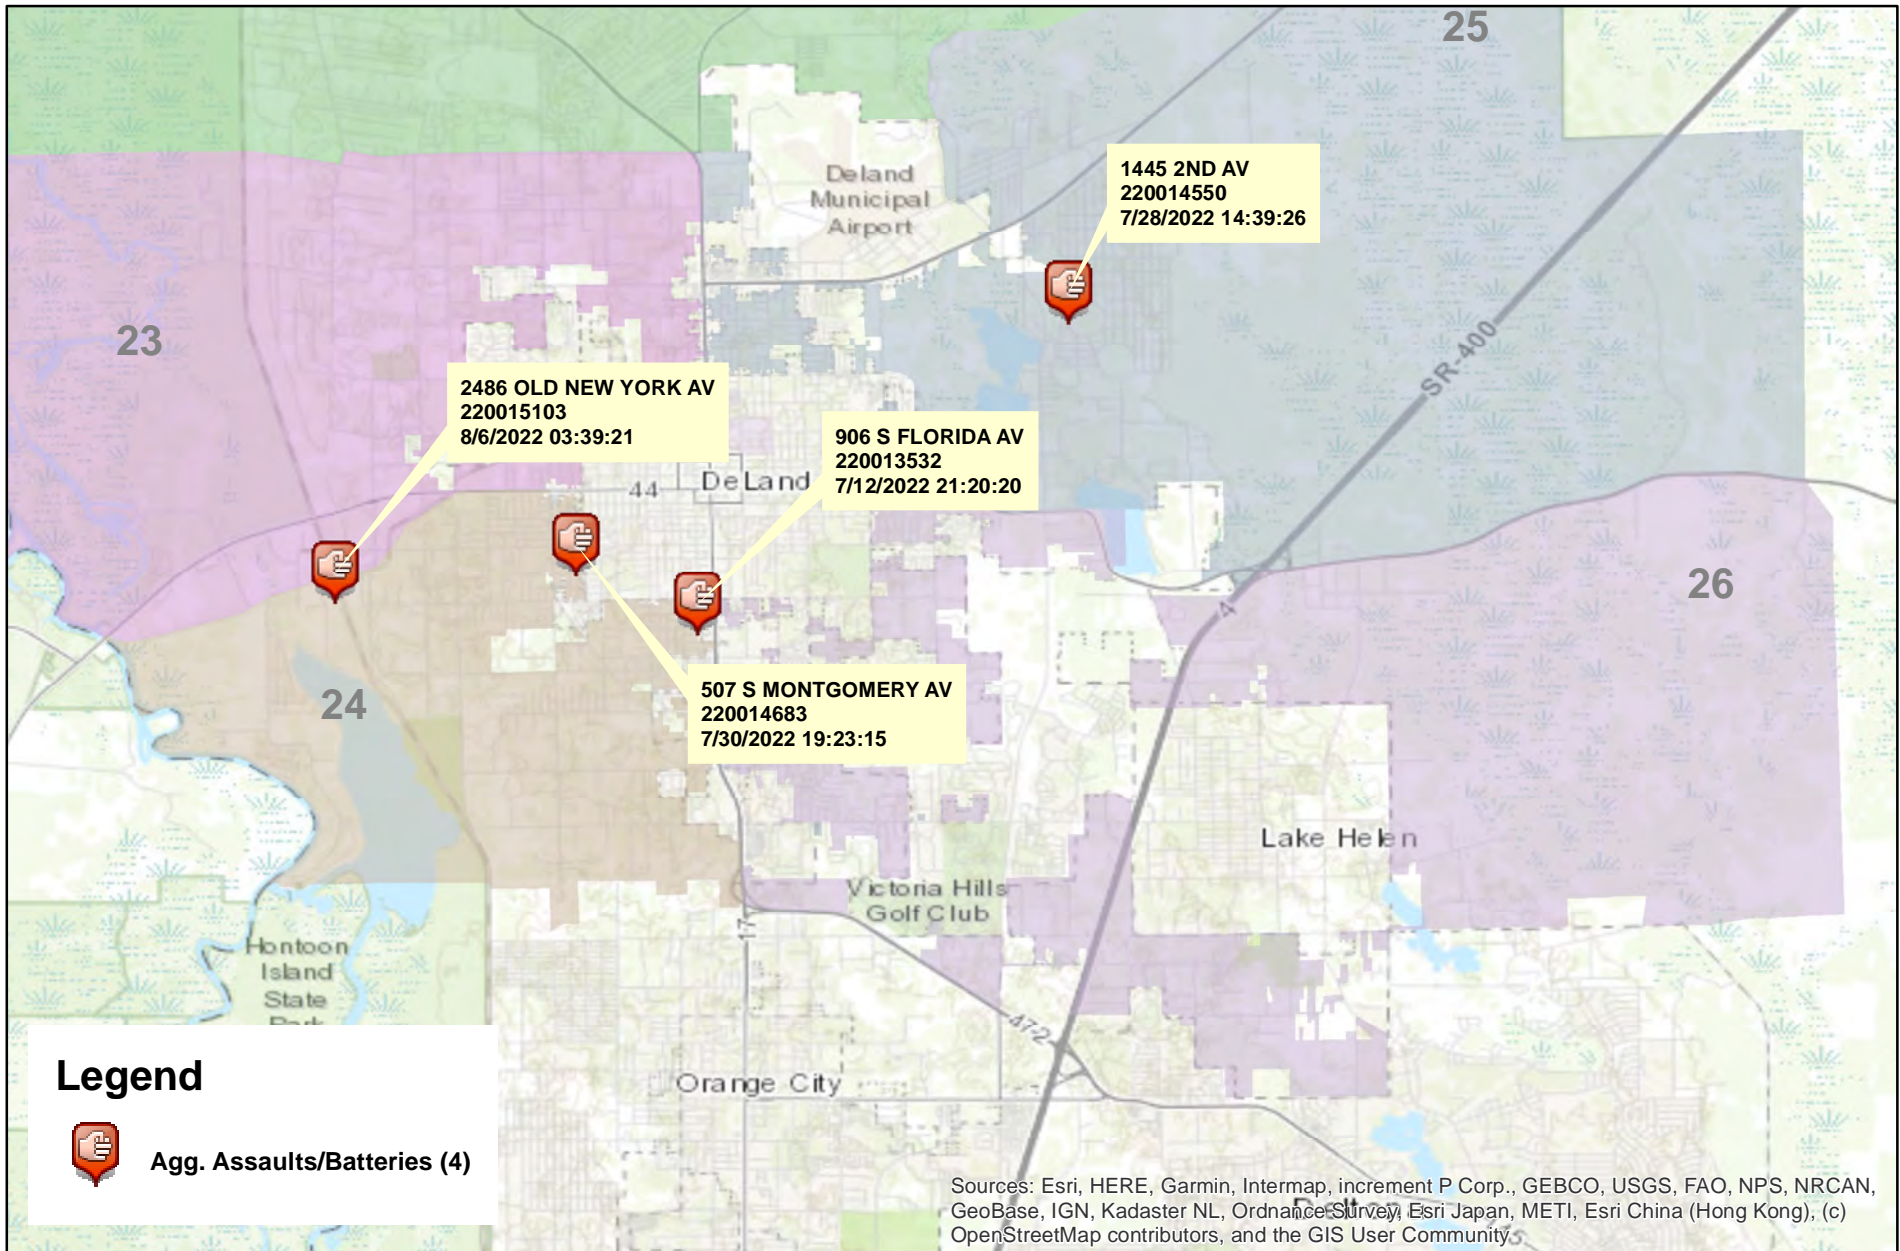 25
Deland
Municipal
Airport
1445 2ND AV
220014550
7/28/2022 14:39:26
23
SR-400
2486 OLD NEW YORK AV
220015103
8/6/2022 03:39:21
906 S FLORIDA AV
220013532
7/12/2022 21:20:20
44
DeLand
26
4
24
507 S MONTGOMERY AV
220014683
7/30/2022 19:23:15
Lake Helen
Victoria Hills
Golf Club
17
Hontoon
Island
State
Park
472
Orange City
Legend
Agg. Assaults/Batteries (4)
Sources: Esri, HERE, Garmin, Intermap, increment P Corp., GEBCO, USGS, FAO, NPS, NRCAN,
GeoBase, IGN, Kadaster NL, Ordnance Survey, Esri Japan, METI, Esri China (Hong Kong), (c)
OpenStreetMap contributors, and the GIS User Community